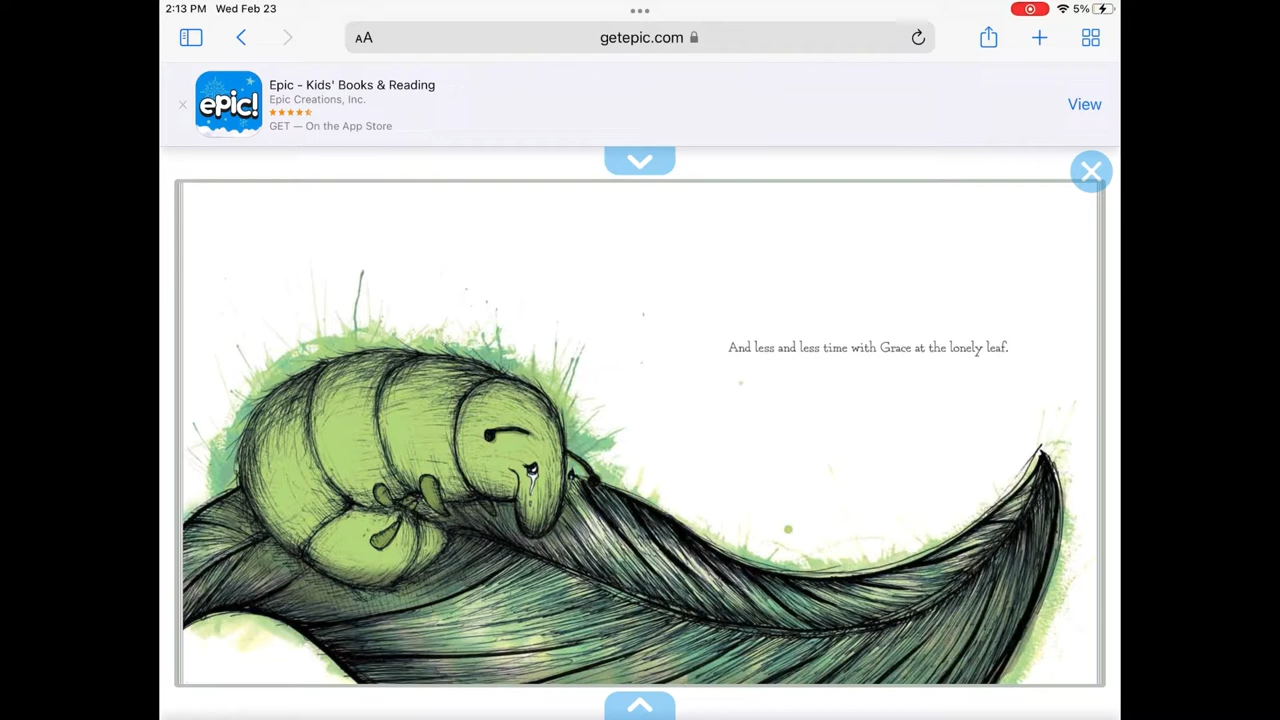 2:13 PM Wed Feb 23
5%
AA
getepic.com
epic!
Epic - Kids' Books & Reading
Epic Creations, Inc.
GET — On the App Store
View
And less and less time with Grace at the lonely leaf.